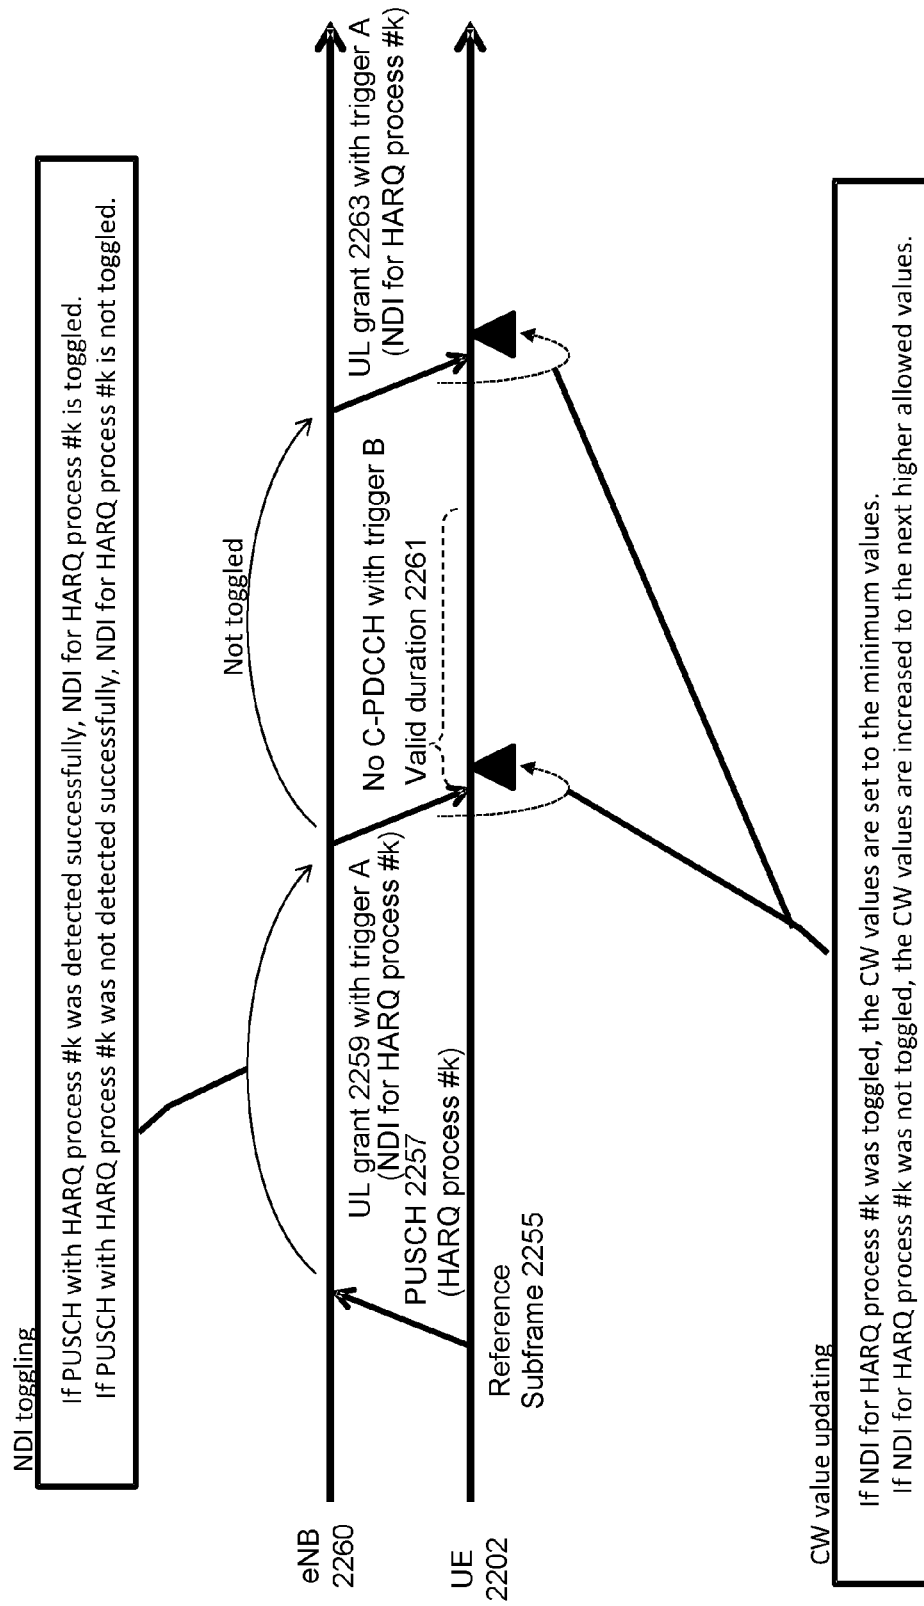 NDI toggling
If PUSCH with HARQ process #k was detected successfully, NDI for HARQ process #k is toggled.
If PUSCH with HARQ process #k was not detected successfully, NDI for HARQ process #k is not toggled.
Not toggled
eNB
2260
UL grant 2259 with trigger A
(NDI for HARQ process #k)
PUSCH 2257
(HARQ process #k)
No C-PDCCH with trigger B
Valid duration 2261
UL grant 2263 with trigger A
(NDI for HARQ process #k)
UE
2202
Reference
Subframe 2255
CW value updating
If NDI for HARQ process #k was toggled, the CW values are set to the minimum values.
If NDI for HARQ process #k was not toggled, the CW values are increased to the next higher allowed values.